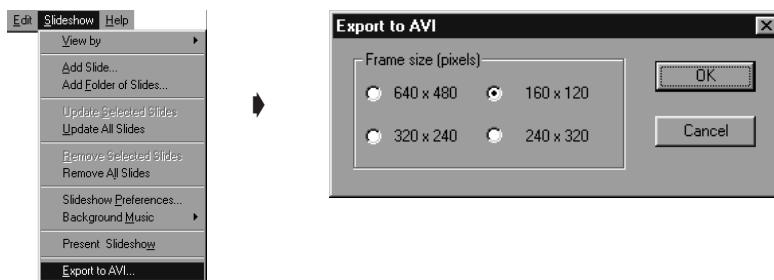 Edit Slideshow Help
View by
Add Slide...
Add Folder of Slides...
Update Selected Slides
Update All Slides
Remove Selected Slides
Remove All Slides
Slideshow Preferences...
Background Music
Present Slideshow
Export to AVI...
Export to AVI
Frame size (pixels)
640 x 480 160 x 120
320 x 240 240 x 320
OK
Cancel